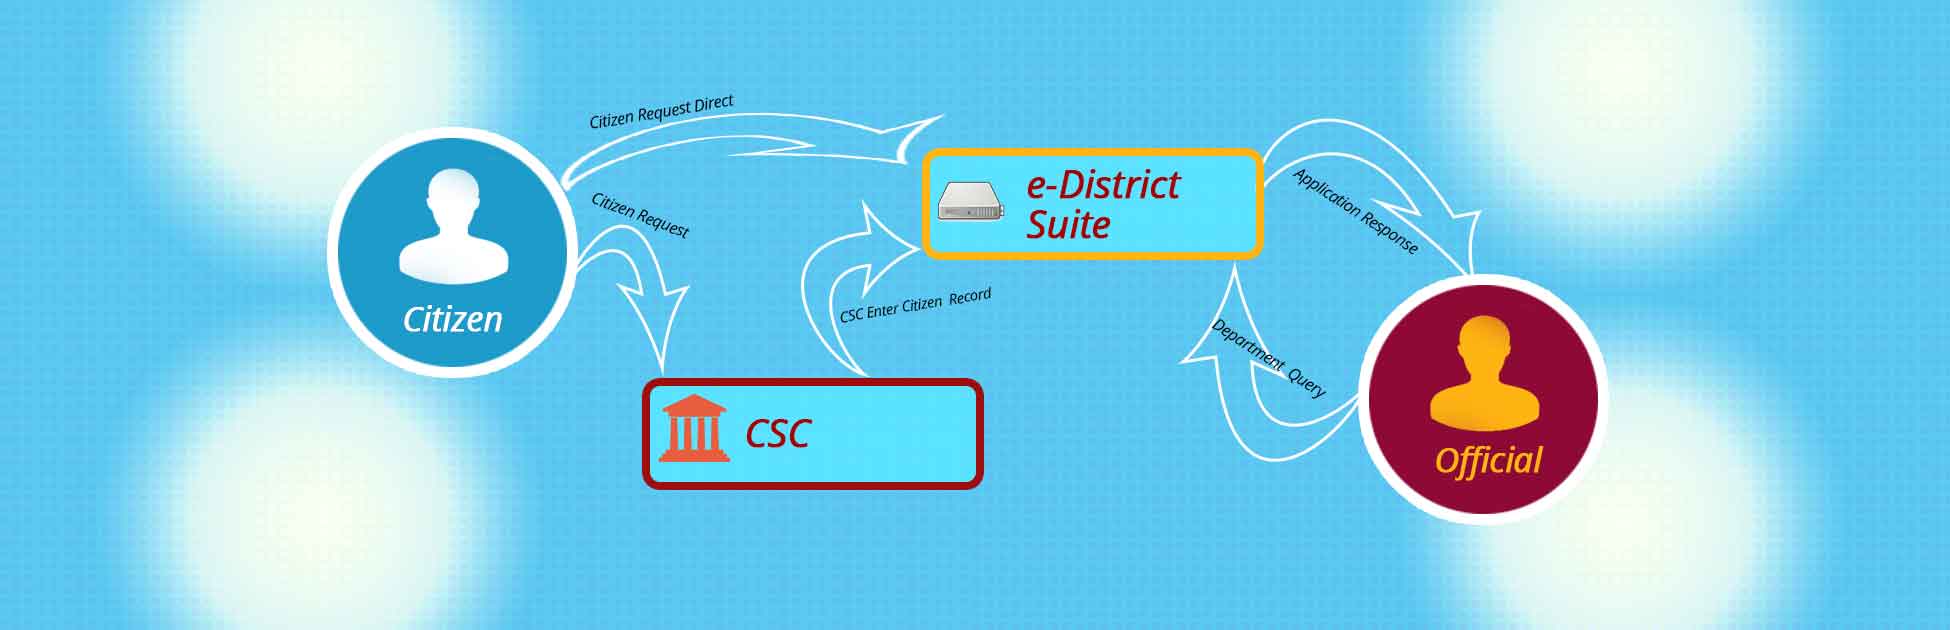 Citizen Request Direct
Citizen Request
Citizen
CSC Enter Citizen Record
CSC
e-District
Suite
Application Response
Department Query
Official